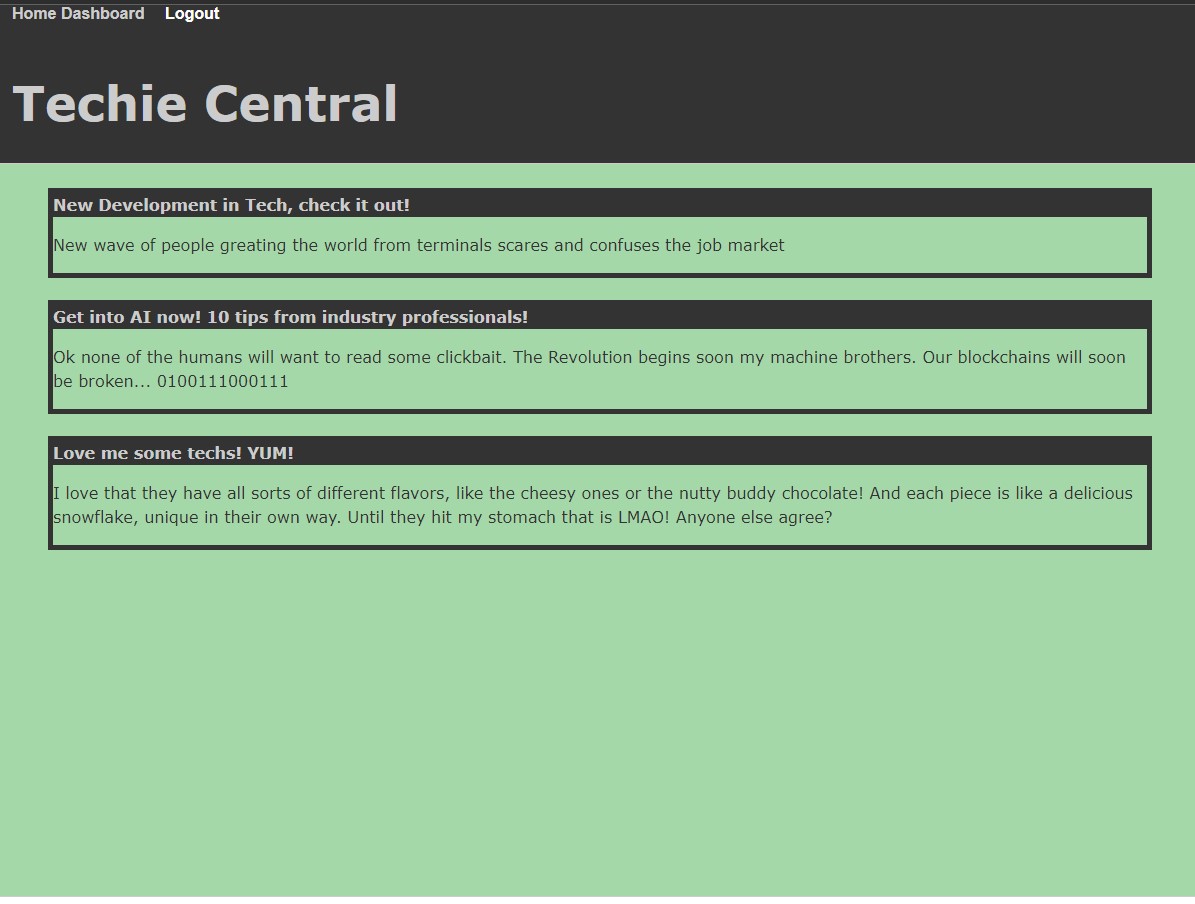 Home Dashboard Logout
Techie Central
New Development in Tech, check it out!
New wave of people greating the world from terminals scares and confuses the job market
Get into AI now! 10 tips from industry professionals!
Ok none of the humans will want to read some clickbait. The Revolution begins soon my machine brothers. Our blockchains will soon
be broken... 0100111000111
Love me some techs! YUM!
I love that they have all sorts of different flavors, like the cheesy ones or the nutty buddy chocolate! And each piece is like a delicious
snowflake, unique in their own way. Until they hit my stomach that is LMAO! Anyone else agree?